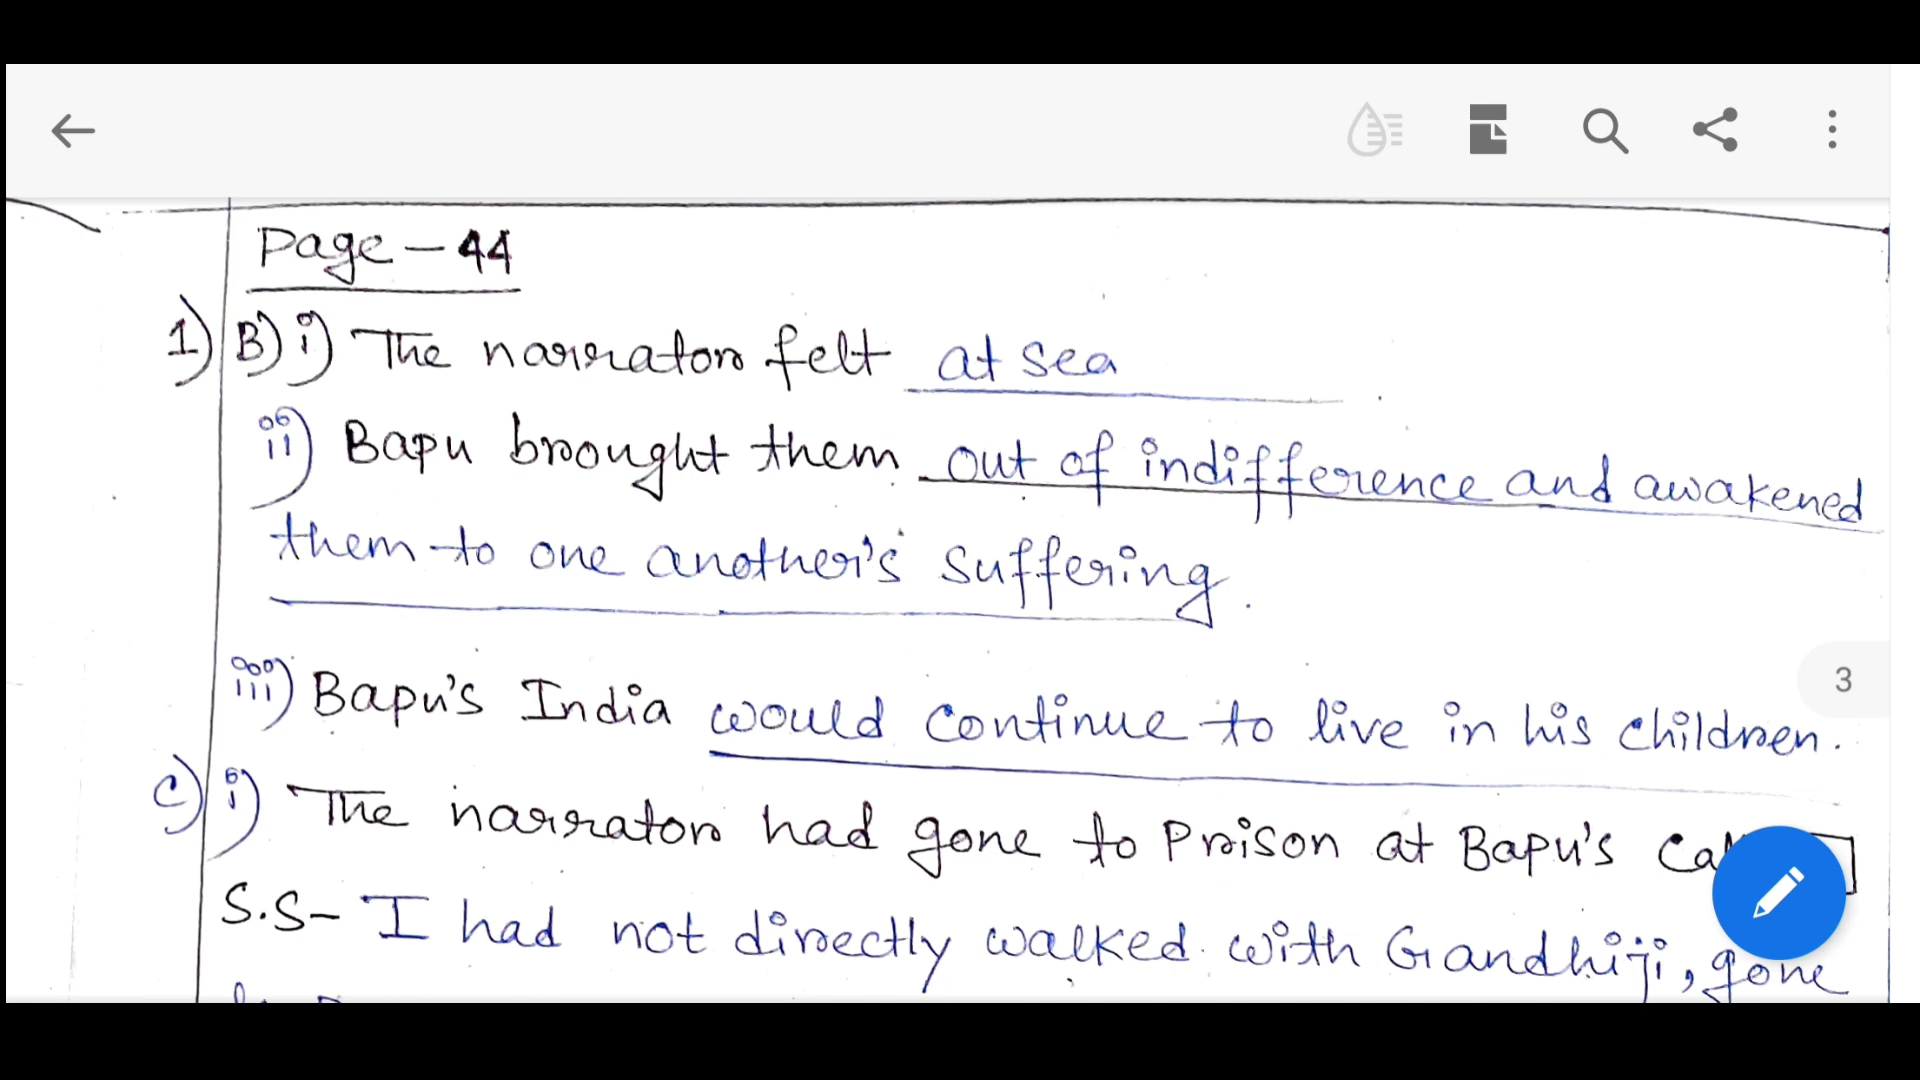 Page - 44
1) B) i) The narrator felt at sea .
ii) Bapu brought them out of indifference and awakened
them to one another's suffering .
3
iii) Bapu's India would continue to live in his children .
C) i) The narrator had gone to Prison at Bapu's
S.S- I had not directly walked with Gandhiji, gone